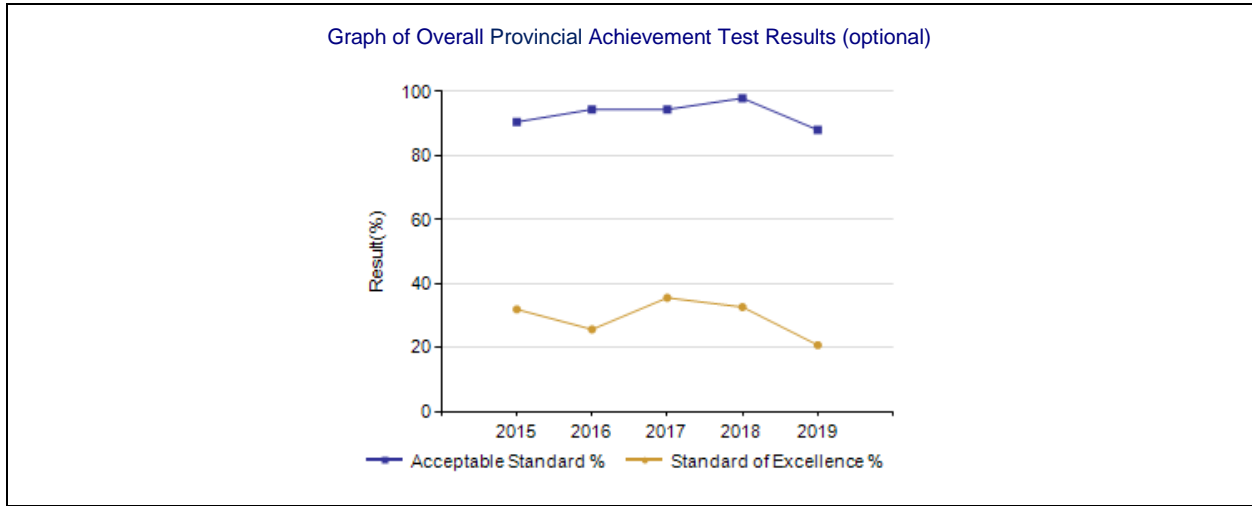 Graph of Overall Provincial Achievement Test Results (optional)
100
80
60
40
20
0
Result(%)
2015 2016 2017 2018 2019
Acceptable Standard % Standard of Excellence %